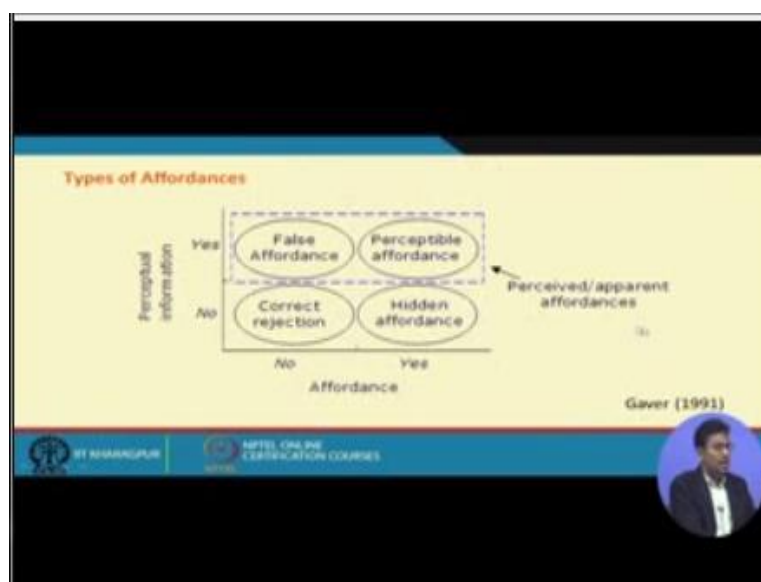 Types of Affordances
Perceptual
information
Yes
False
Affordance
Perceptible
affordance
Perceived/apparent
affordances
No
Correct
rejection
Hidden
affordance
No
Yes
Affordance
Gaver (1991)
IIT KHARAGPUR
NPTEL ONLINE
CERTIFICATION COURSES